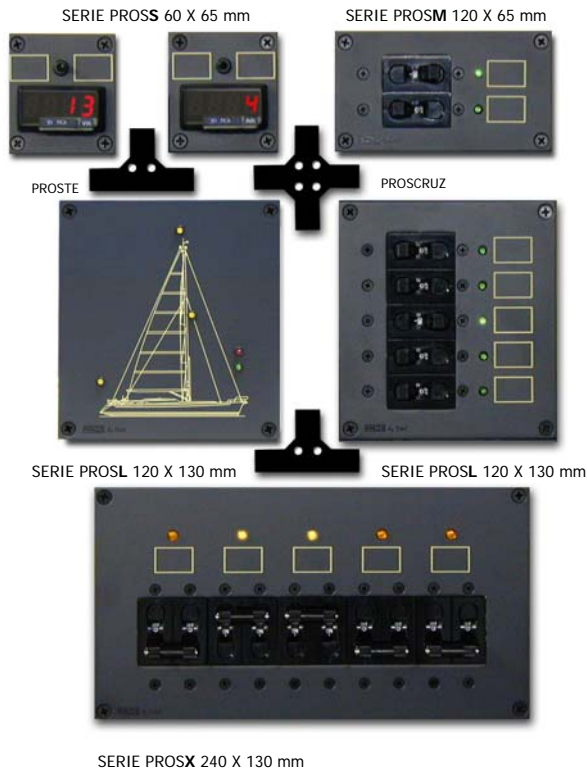 SERIE PROSS 60 X 65 mm
SERIE PROSM 120 X 65 mm
13
4
PROSTE
PROSCRUZ
SERIE PROSL 120 X 130 mm
SERIE PROSL 120 X 130 mm
SERIE PROSX 240 X 130 mm